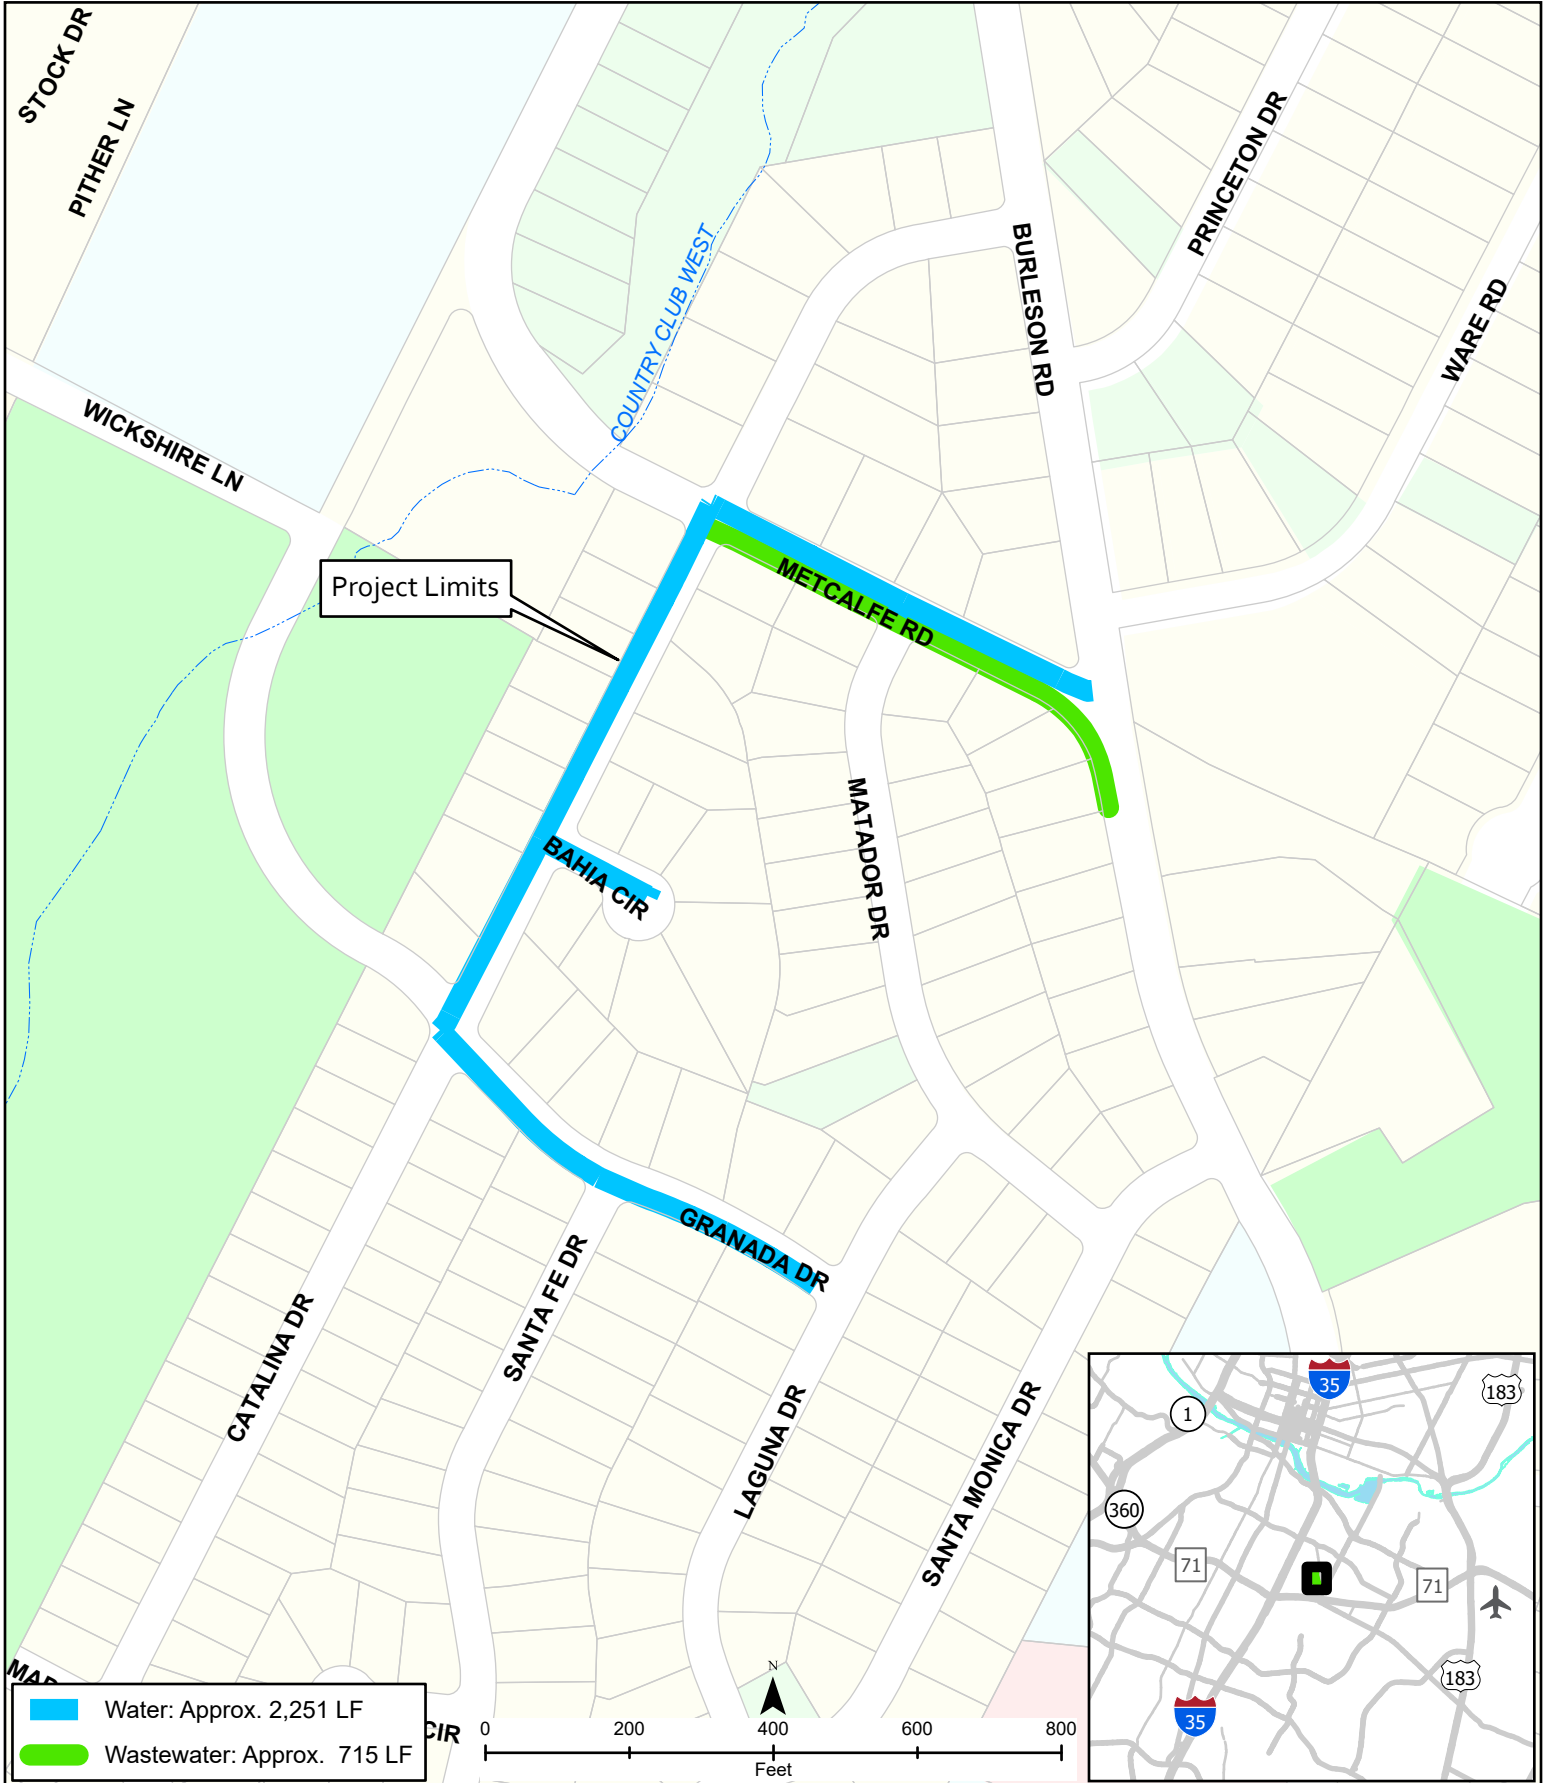 STOCK DR
PITHER LN
PRINCETON DR
BURLESON RD
COUNTRY CLUB WEST
WARE RD
WICKSHIRE LN
Project Limits
METCALFE RD
MATADOR DR
BAHIA CIR
GRANADA DR
SANTA FE DR
CATALINA DR
LAGUNA DR
SANTA MONICA DR
35
183
1
360
71
71
183
35
CIR
N
Water: Approx. 2,251 LF
Wastewater: Approx. 715 LF
0 200 400 600 800
Feet